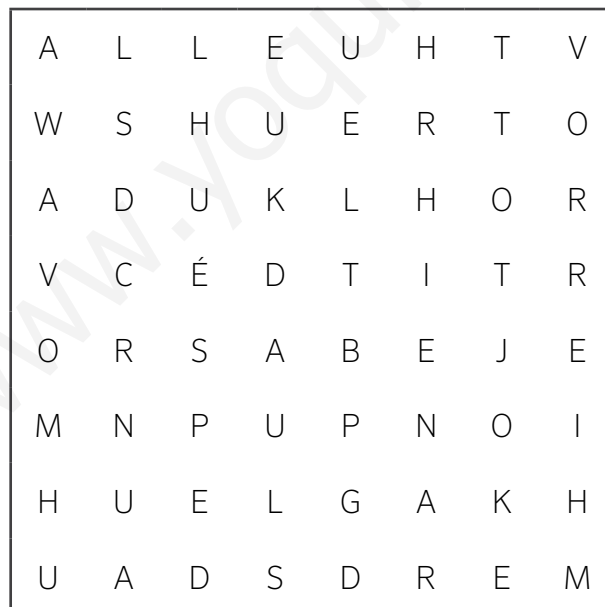 A L L E U H T V
W S H U E R T O
A D U K L H O R
V C É D T I T R
O R S A B E J E
M N P U P N O I
H U E L G A K H
U A D S D R E M